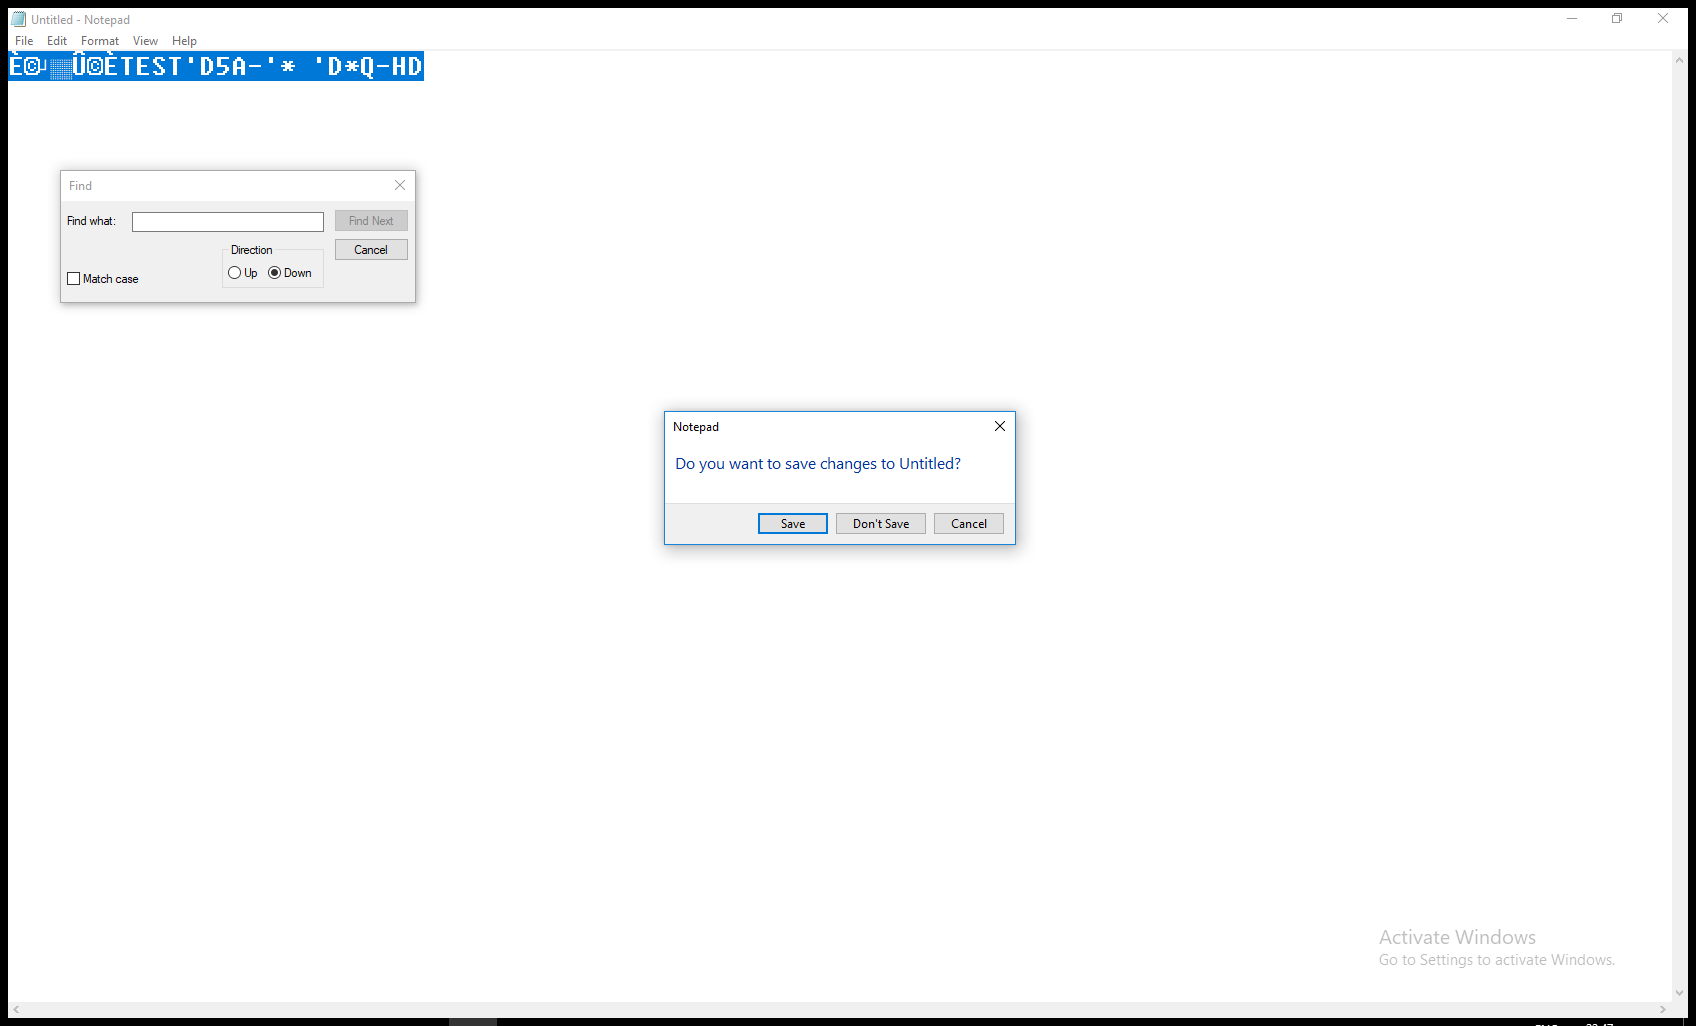 Untitled - Notepad
File Edit Format View Help
TEST'D5A-'* 'D*Q-HD
Find
Find what:
Find Next
Direction
Cancel
Up Down
Match case
Notepad
Do you want to save changes to Untitled?
Save Don't Save Cancel
Activate Windows
Go to Settings to activate Windows.